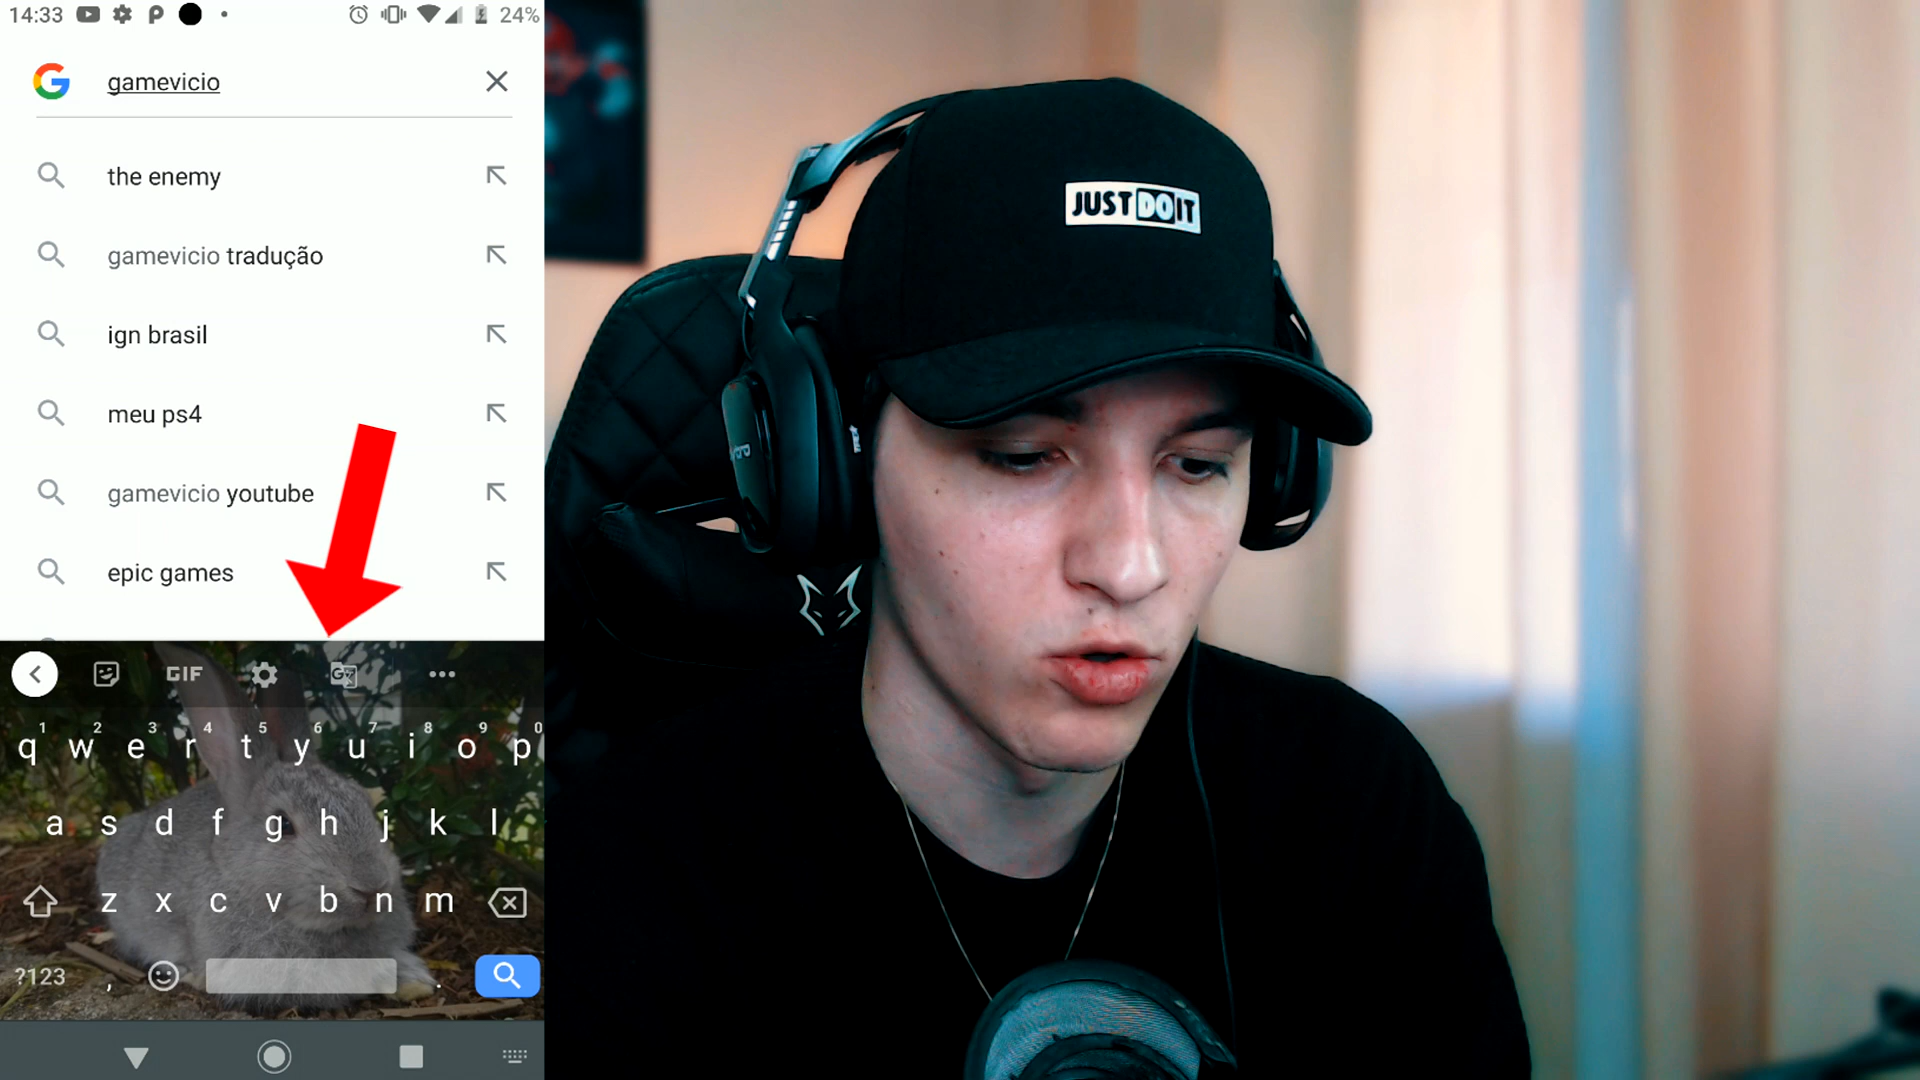 14:33
24%
gamevicio
the enemy
gamevicio tradução
ign brasil
meu ps4
gamevicio youtube
epic games
GIF
1 2 3 4 5 6 7 8 9 0
q w e r t y u i o p
a s d f g h j k l
z x c v b n m
?123 , .
JUST DO IT